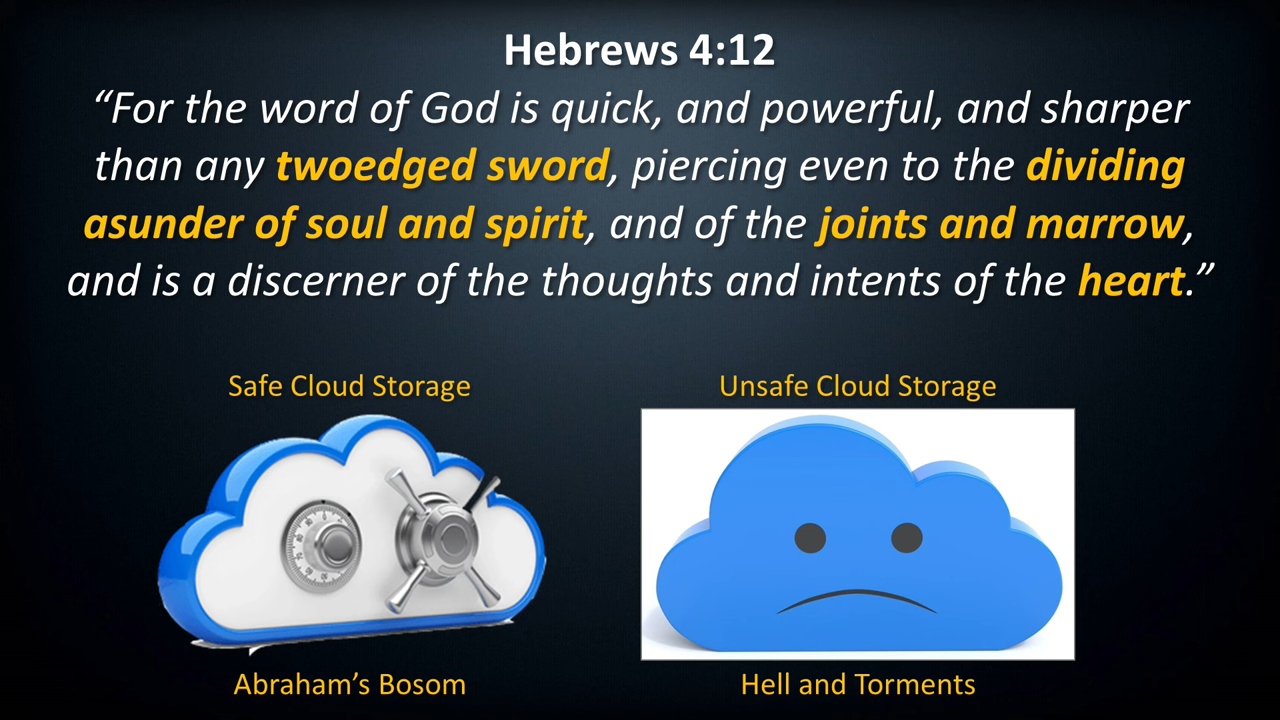 Hebrews 4:12
“For the word of God is quick, and powerful, and sharper
than any twoedged sword, piercing even to the dividing
asunder of soul and spirit, and of the joints and marrow,
and is a discerner of the thoughts and intents of the heart.”
Safe Cloud Storage
Unsafe Cloud Storage
Abraham’s Bosom
Hell and Torments